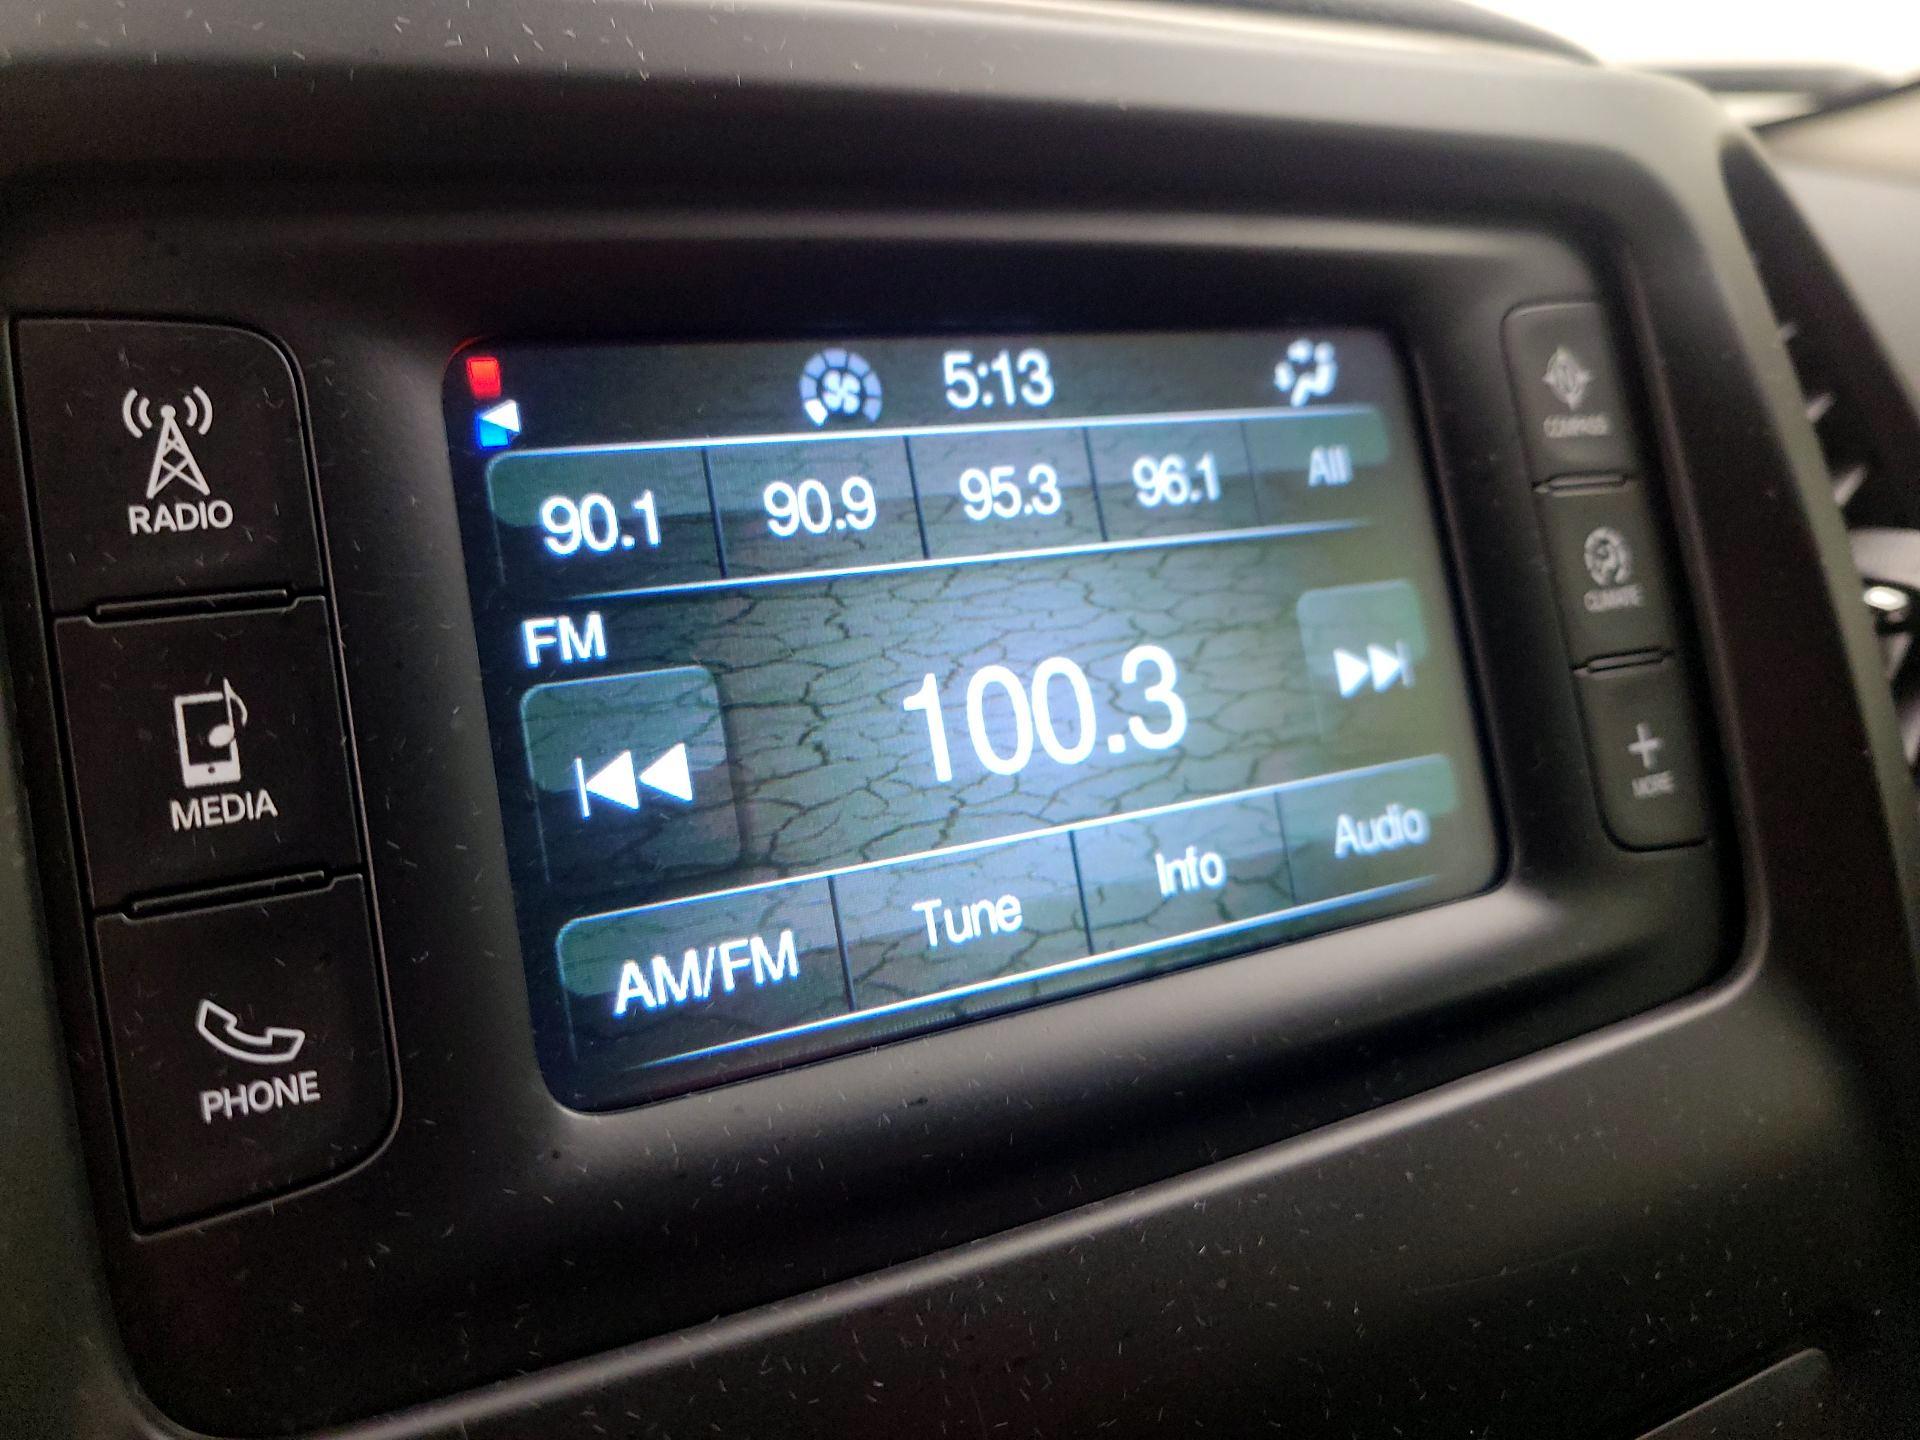 5:13
90.1 90.9 95.3 96.1 All
FM
100.3
AM/FM Tune Info Audio
RADIO
MEDIA
PHONE
COMPASS
CLIMATE
MORE